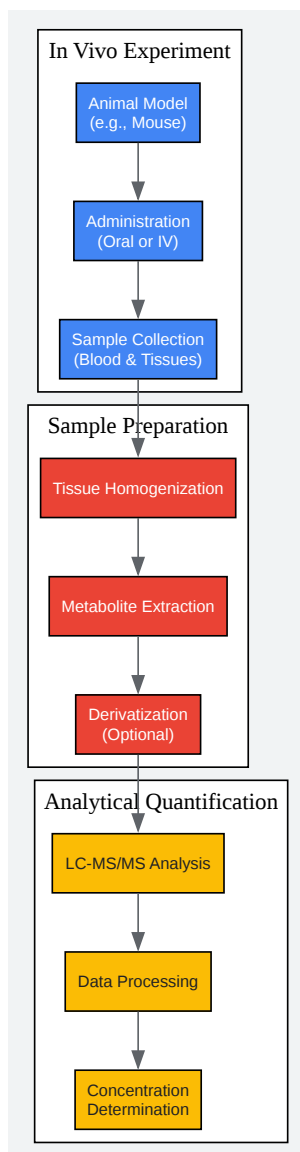 In Vivo Experiment
Animal Model
(e.g., Mouse)
Administration
(Oral or IV)
Sample Collection
(Blood & Tissues)
Sample Preparation
Tissue Homogenization
Metabolite Extraction
Derivatization
(Optional)
Analytical Quantification
LC-MS/MS Analysis
Data Processing
Concentration
Determination